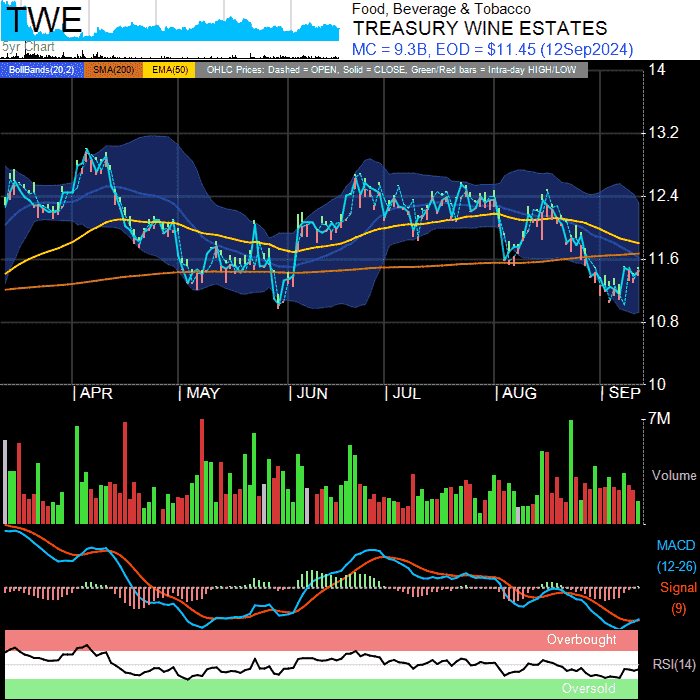 TWE
5yr Chart
Food, Beverage & Tobacco
TREASURY WINE ESTATES
MC = 9.3B, EOD = $11.45 (12Sep2024)
BollBands(20,2) SMA(200) EMA(50) OHLC Prices: Dashed = OPEN, Solid = CLOSE, Green/Red bars = Intra-day HIGH/LOW
14
13.2
12.4
11.6
10.8
10
APR MAY JUN JUL AUG SEP
7M
Volume
MACD
(12-26)
Signal
(9)
Overbought
RSI(14)
Oversold